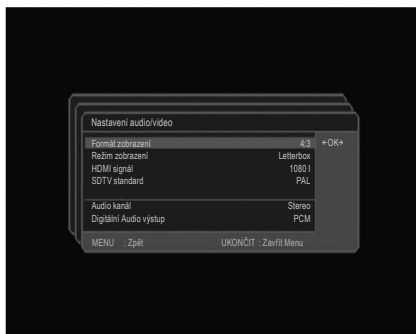 Nastavení audio/video
Formát zobrazení 4:3 ←OK→
Režim zobrazení Letterbox
HDMI signál 1080 I
SDTV standard PAL
Audio kanál Stereo
Digitální Audio výstup PCM
MENU : Zpět UKONČIT : Zavřít Menu